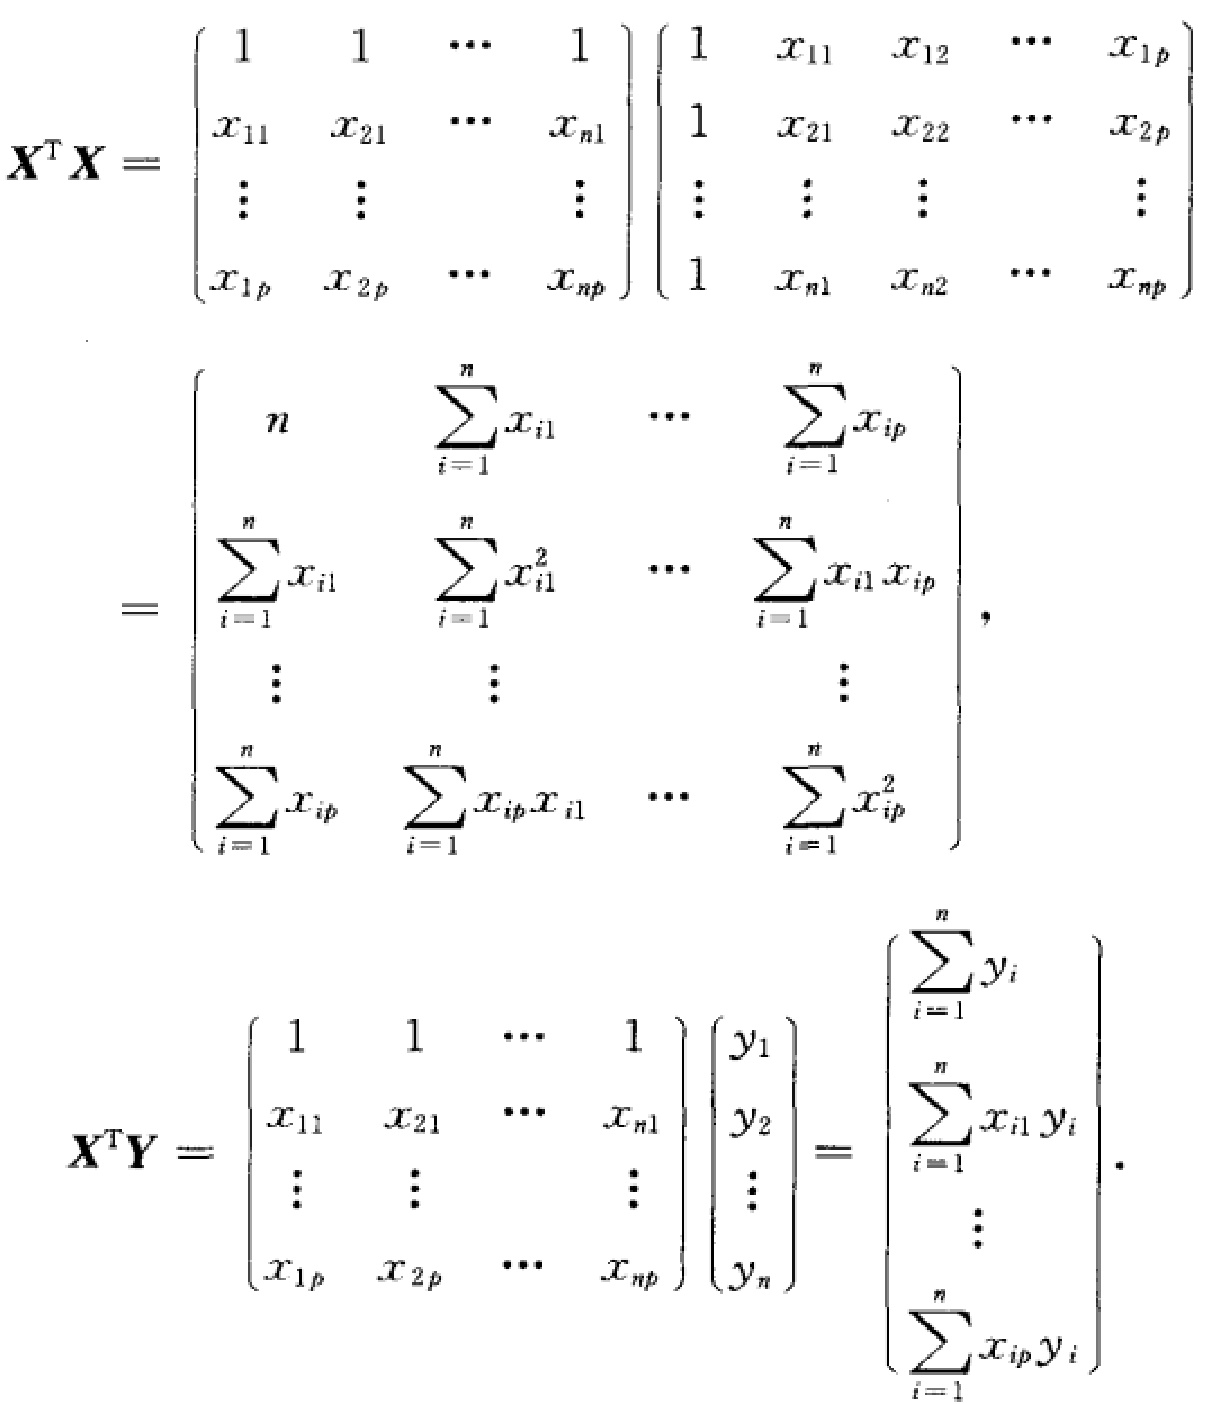 $$\boldsymbol{X}^{\mathrm{T}}\boldsymbol{X} = \begin{pmatrix} 1 & 1 & \cdots & 1 \\ x_{11} & x_{21} & \cdots & x_{n1} \\ \vdots & \vdots & & \vdots \\ x_{1p} & x_{2p} & \cdots & x_{np} \end{pmatrix} \begin{pmatrix} 1 & x_{11} & x_{12} & \cdots & x_{1p} \\ 1 & x_{21} & x_{22} & \cdots & x_{2p} \\ \vdots & \vdots & \vdots & & \vdots \\ 1 & x_{n1} & x_{n2} & \cdots & x_{np} \end{pmatrix}$$
$$= \begin{pmatrix} n & \sum_{i=1}^{n} x_{i1} & \cdots & \sum_{i=1}^{n} x_{ip} \\ \sum_{i=1}^{n} x_{i1} & \sum_{i=1}^{n} x_{i1}^{2} & \cdots & \sum_{i=1}^{n} x_{i1} x_{ip} \\ \vdots & \vdots & & \vdots \\ \sum_{i=1}^{n} x_{ip} & \sum_{i=1}^{n} x_{ip} x_{i1} & \cdots & \sum_{i=1}^{n} x_{ip}^{2} \end{pmatrix},$$
$$\boldsymbol{X}^{\mathrm{T}}\boldsymbol{Y} = \begin{pmatrix} 1 & 1 & \cdots & 1 \\ x_{11} & x_{21} & \cdots & x_{n1} \\ \vdots & \vdots & & \vdots \\ x_{1p} & x_{2p} & \cdots & x_{np} \end{pmatrix} \begin{pmatrix} y_{1} \\ y_{2} \\ \vdots \\ y_{n} \end{pmatrix} = \begin{pmatrix} \sum_{i=1}^{n} y_{i} \\ \sum_{i=1}^{n} x_{i1} y_{i} \\ \vdots \\ \sum_{i=1}^{n} x_{ip} y_{i} \end{pmatrix}.$$